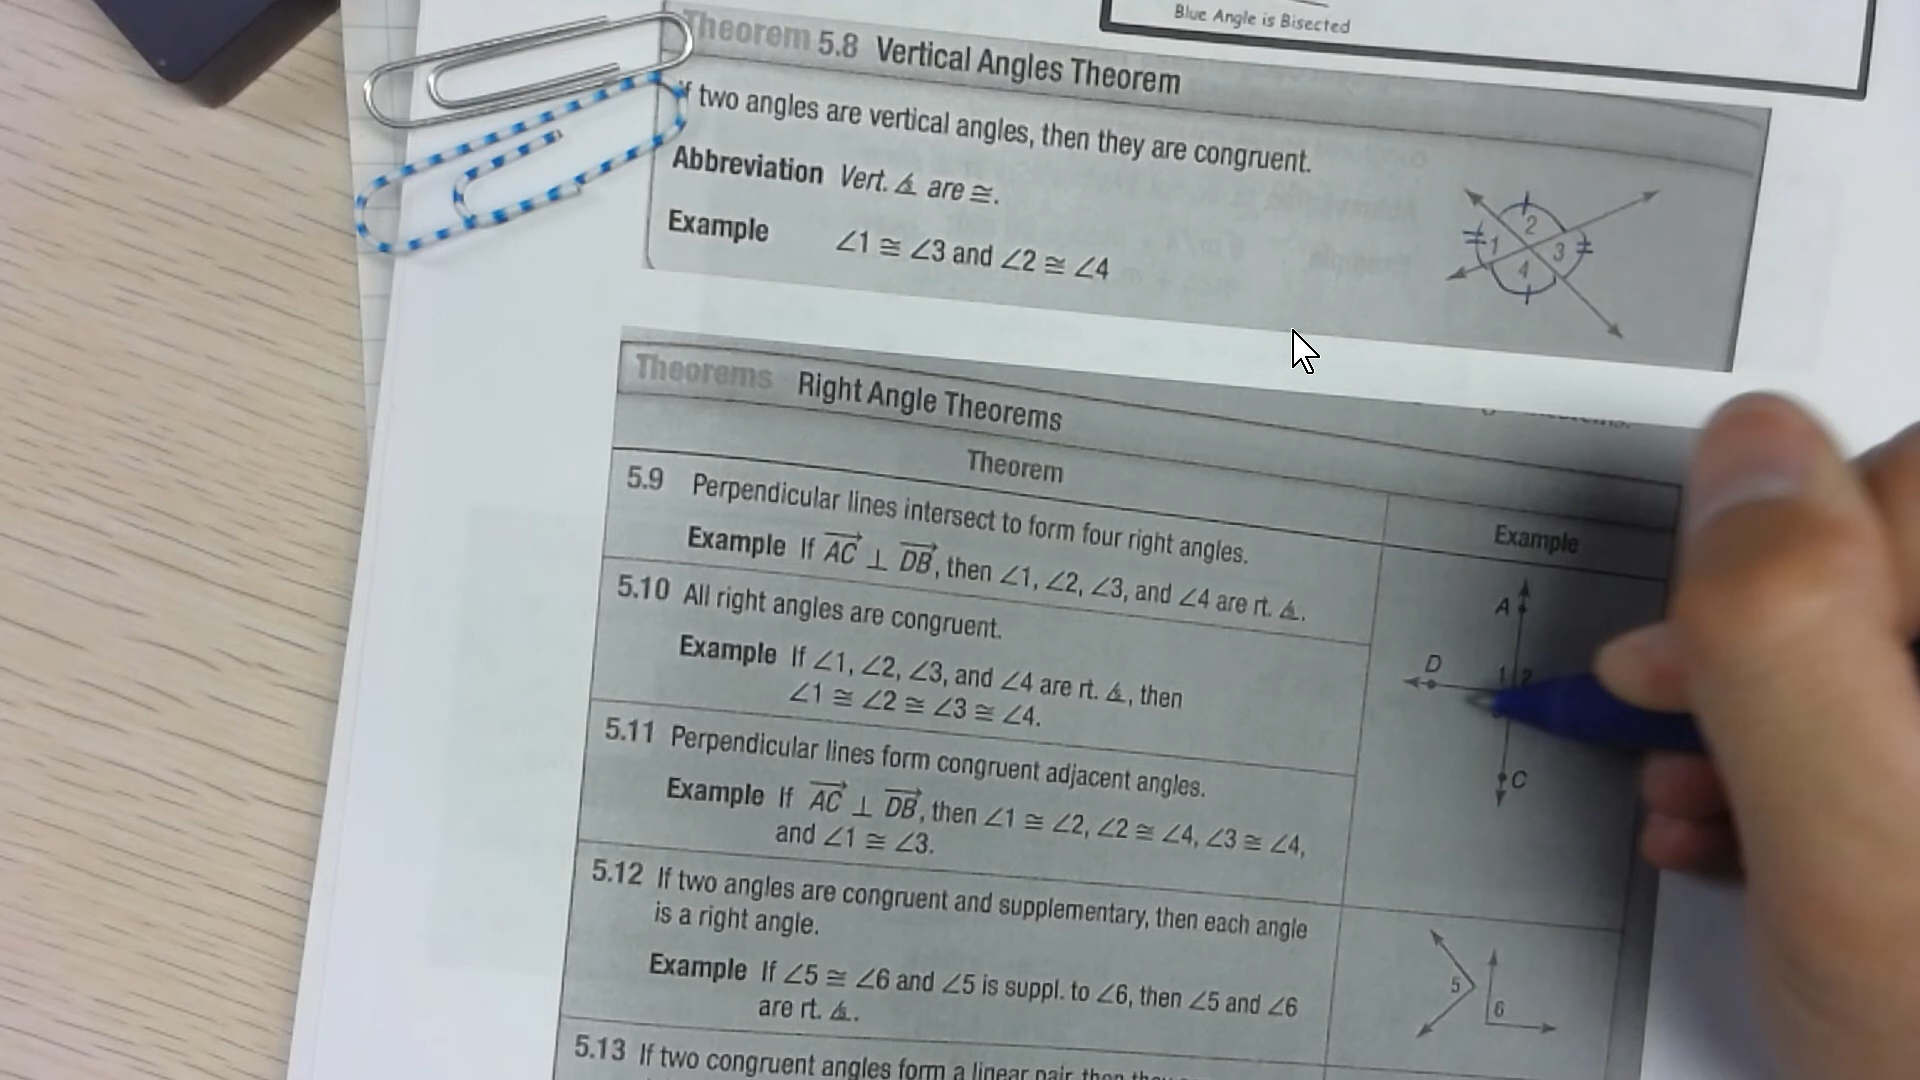 Blue Angle is Bisected
Theorem 5.8 Vertical Angles Theorem
If two angles are vertical angles, then they are congruent.
Abbreviation Vert. ∡ are ≅.
Example ∠1 ≅ ∠3 and ∠2 ≅ ∠4
1
2
3
4
Theorems Right Angle Theorems
Theorem
Example
5.9 Perpendicular lines intersect to form four right angles.
Example If AC ⊥ DB, then ∠1, ∠2, ∠3, and ∠4 are rt. ∡.
5.10 All right angles are congruent.
Example If ∠1, ∠2, ∠3, and ∠4 are rt. ∡, then
∠1 ≅ ∠2 ≅ ∠3 ≅ ∠4.
5.11 Perpendicular lines form congruent adjacent angles.
Example If AC ⊥ DB, then ∠1 ≅ ∠2, ∠2 ≅ ∠4, ∠3 ≅ ∠4,
and ∠1 ≅ ∠3.
A
D
1 2
C
5.12 If two angles are congruent and supplementary, then each angle
is a right angle.
Example If ∠5 ≅ ∠6 and ∠5 is suppl. to ∠6, then ∠5 and ∠6
are rt. ∡.
5
6
5.13 If two congruent angles form a linear pair, then they